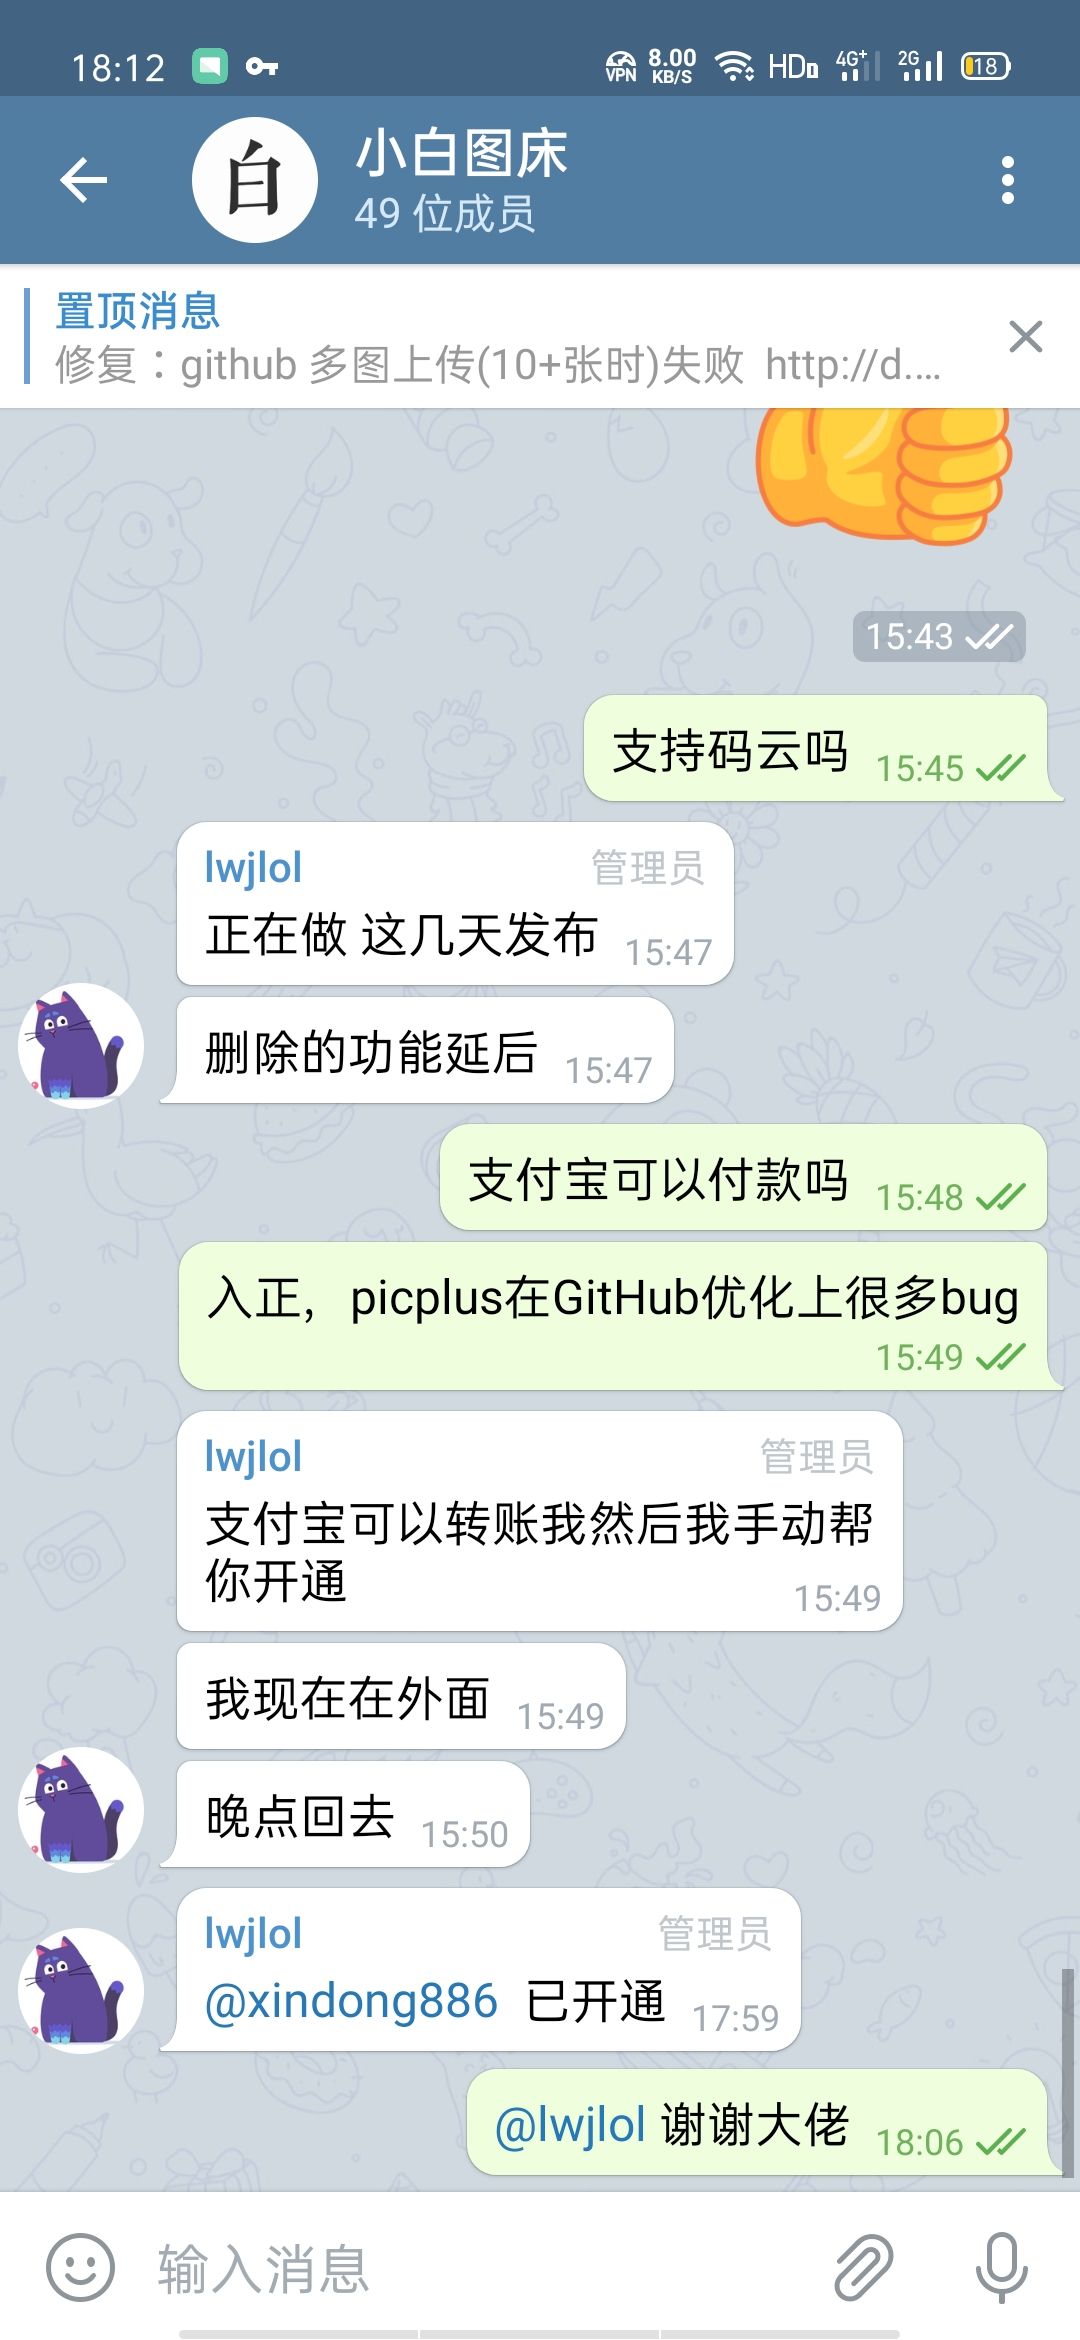 18:12
VPN 8.00 KB/S HD 4G+ 2G 18
白
小白图床
49 位成员
置顶消息
修复：github 多图上传(10+张时)失败 http://d....
15:43
支持码云吗 15:45
lwjlol 管理员
正在做 这几天发布 15:47
删除的功能延后 15:47
支付宝可以付款吗 15:48
入正，picplus在GitHub优化上很多bug
15:49
lwjlol 管理员
支付宝可以转账我然后我手动帮
你开通 15:49
我现在在外面 15:49
晚点回去 15:50
lwjlol 管理员
@xindong886 已开通 17:59
@lwjlol 谢谢大佬 18:06
输入消息